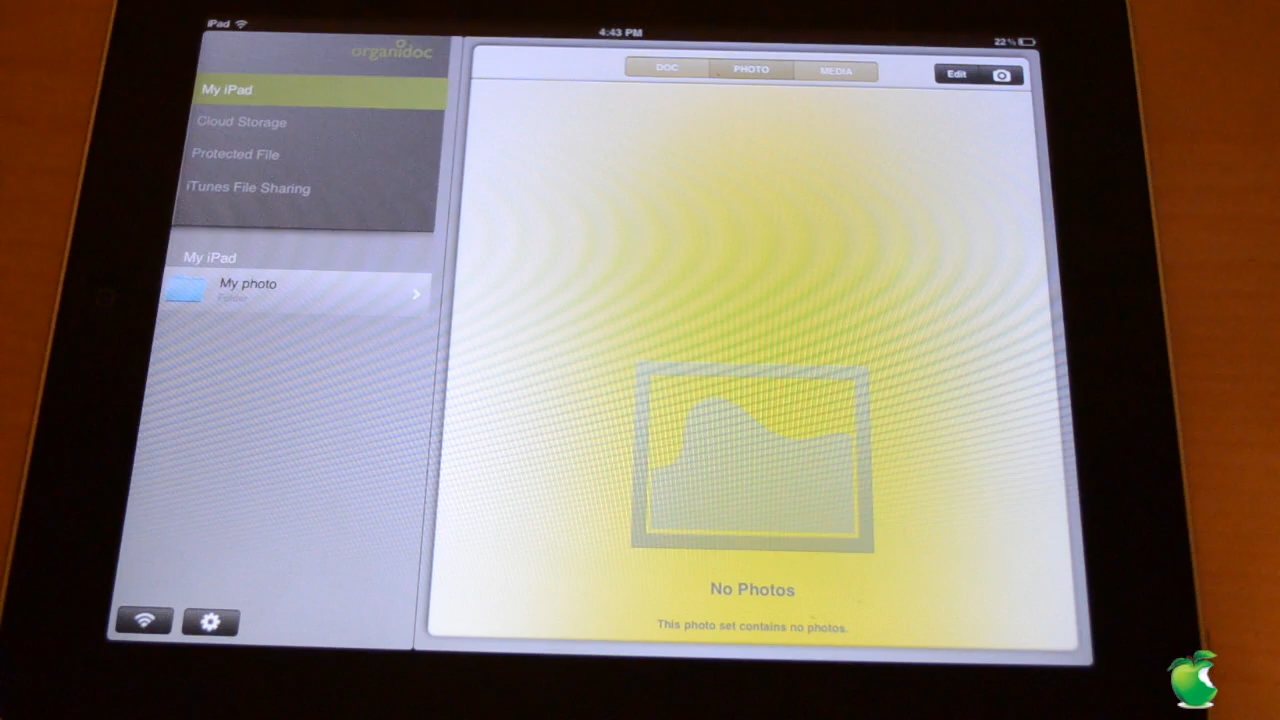 iPad
4:43 PM
22%
organidoc
DOC PHOTO MEDIA
Edit
My iPad
Cloud Storage
Protected File
iTunes File Sharing
My iPad
My photo
Folder
No Photos
This photo set contains no photos.